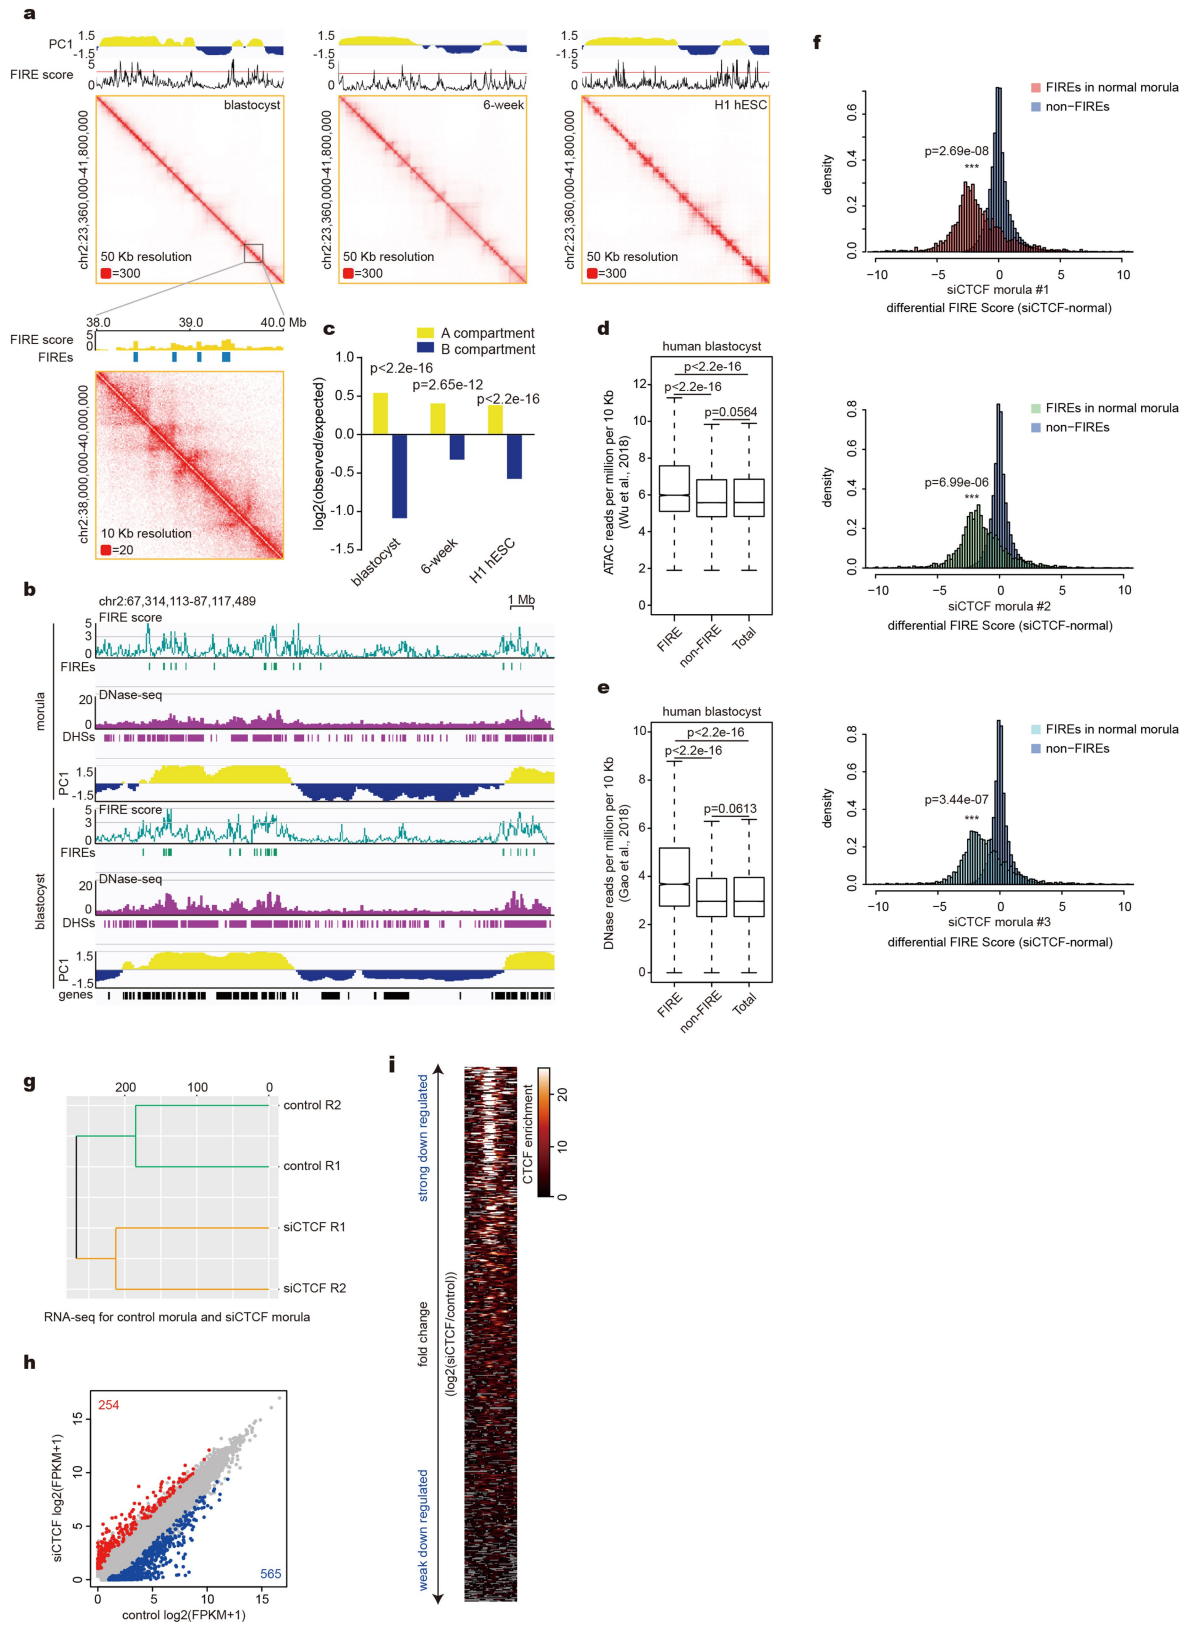 a
PC1
1.5
-1.5
FIRE score
5
0
blastocyst
chr2:23,360,000-41,800,000
50 Kb resolution
=300
1.5
-1.5
5
0
6-week
chr2:23,360,000-41,800,000
50 Kb resolution
=300
1.5
-1.5
5
0
H1 hESC
chr2:23,360,000-41,800,000
50 Kb resolution
=300
38.0 39.0 40.0 Mb
FIRE score
5
0
FIREs
chr2:38,000,000-40,000,000
10 Kb resolution
=20
c
A compartment
B compartment
log2(observed/expected)
1.0
0.5
0.0
-0.5
-1.0
-1.5
p<2.2e-16
p=2.65e-12
p<2.2e-16
blastocyst
6-week
H1 hESC
b
chr2:67,314,113-87,117,489
1 Mb
morula
FIRE score
5
3
0
FIREs
DNase-seq
20
0
DHSs
PC1
1.5
-1.5
blastocyst
FIRE score
5
3
0
FIREs
DNase-seq
20
0
DHSs
PC1
1.5
-1.5
genes
d
human blastocyst
ATAC reads per million per 10 Kb
(Wu et al., 2018)
12
10
8
6
4
2
0
p<2.2e-16
p<2.2e-16
p=0.0564
FIRE
non-FIRE
Total
e
human blastocyst
DNase reads per million per 10 Kb
(Gao et al., 2018)
10
8
6
4
2
0
p<2.2e-16
p<2.2e-16
p=0.0613
FIRE
non-FIRE
Total
f
FIREs in normal morula
non−FIREs
density
0.6
0.4
0.2
0.0
p=2.69e-08
***
−10 −5 0 5 10
siCTCF morula #1
differential FIRE Score (siCTCF-normal)
FIREs in normal morula
non−FIREs
density
0.8
0.6
0.4
0.2
0.0
p=6.99e-06
***
−10 −5 0 5 10
siCTCF morula #2
differential FIRE Score (siCTCF-normal)
FIREs in normal morula
non−FIREs
density
0.8
0.6
0.4
0.2
0.0
p=3.44e-07
***
−10 −5 0 5 10
siCTCF morula #3
differential FIRE Score (siCTCF-normal)
g
200 100 0
control R2
control R1
siCTCF R1
siCTCF R2
RNA-seq for control morula and siCTCF morula
h
254
565
siCTCF log2(FPKM+1)
15
10
5
0
0 5 10 15
control log2(FPKM+1)
i
strong down regulated
fold change
(log2(siCTCF/control))
weak down regulated
CTCF enrichment
20
10
0